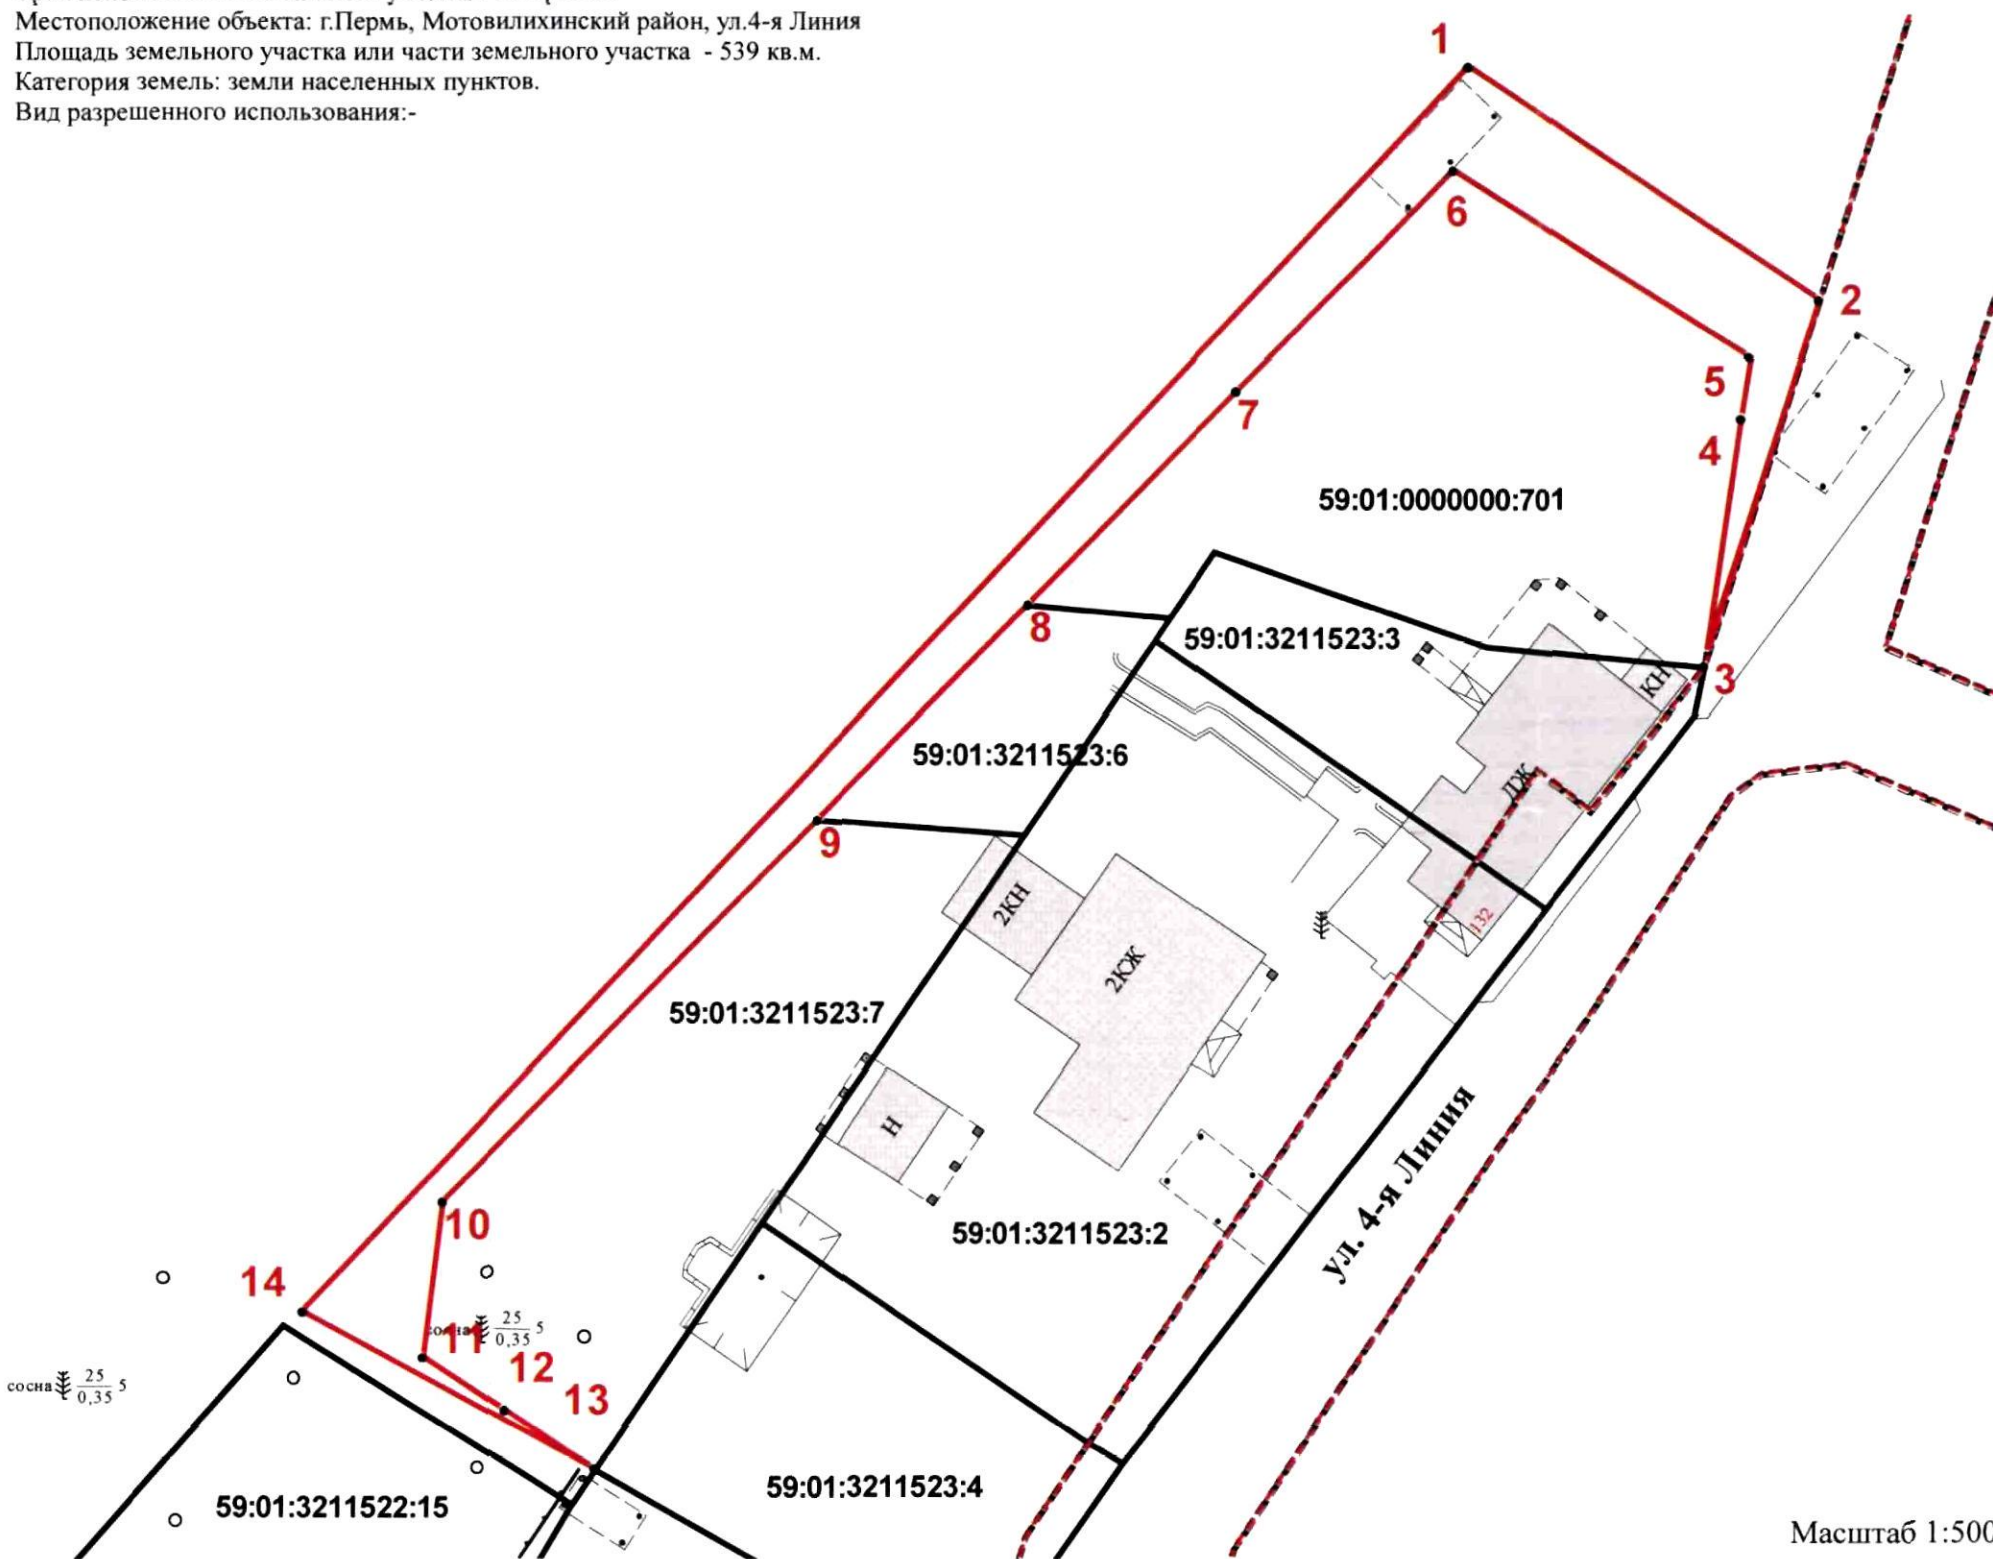 Местоположение объекта: г.Пермь, Мотовилихинский район, ул.4-я Линия
Площадь земельного участка или части земельного участка - 539 кв.м.
Категория земель: земли населенных пунктов.
Вид разрешенного использования:-
1
2
6
5
7
4
59:01:0000000:701
8
59:01:3211523:3
3
КН
59:01:3211523:6
ДЖ
9
2КН
132
2КЖ
59:01:3211523:7
Н
ул. 4-я Линия
10
59:01:3211523:2
14
сосна 25 5
0,35
11
12
сосна 25 5
0,35
13
59:01:3211523:4
59:01:3211522:15
Масштаб 1:500